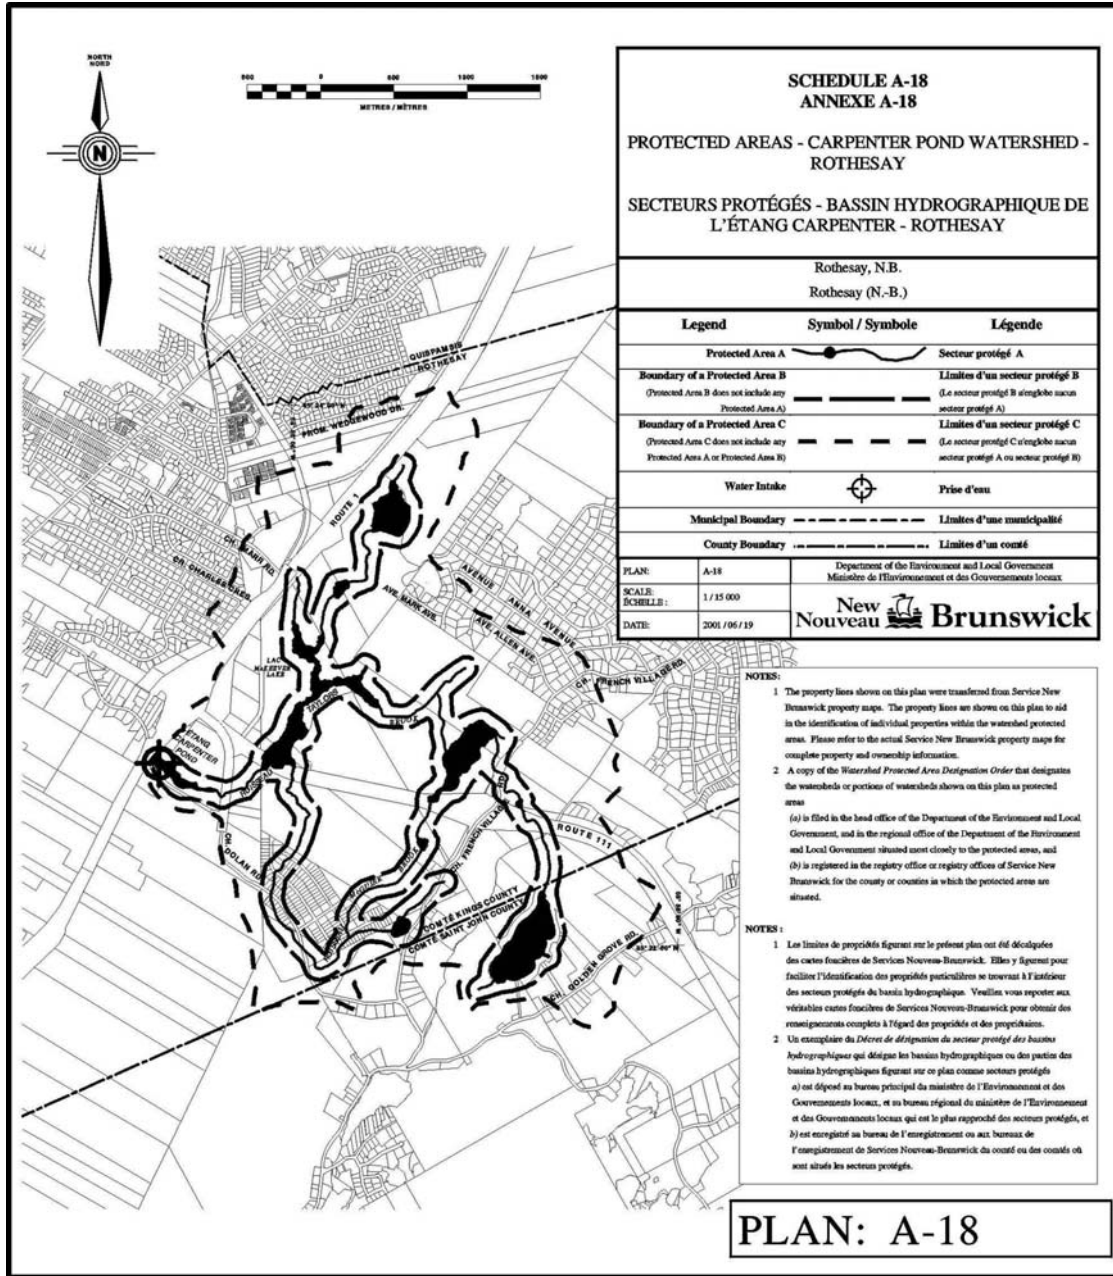 NORTH
NORD
N
500 0 500 1000 1500
METRES / MÈTRES
SCHEDULE A-18
ANNEXE A-18
PROTECTED AREAS - CARPENTER POND WATERSHED -
ROTHESAY
SECTEURS PROTÉGÉS - BASSIN HYDROGRAPHIQUE DE
L'ÉTANG CARPENTER - ROTHESAY
Rothesay, N.B.
Rothesay (N.-B.)
Legend Symbol / Symbole Légende
Protected Area A Secteur protégé A
Boundary of a Protected Area B Limites d'un secteur protégé B
(Protected Area B does not include any (Le secteur protégé B n'englobe aucun
Protected Area A) secteur protégé A)
Boundary of a Protected Area C Limites d'un secteur protégé C
(Protected Area C does not include any (Le secteur protégé C n'englobe aucun
Protected Area A or Protected Area B) secteur protégé A ou secteur protégé B)
Water Intake Prise d'eau
Municipal Boundary Limites d'une municipalité
County Boundary Limites d'un comté
PLAN: A-18 Department of the Environment and Local Government
Ministère de l'Environnement et des Gouvernements locaux
SCALE:
ÉCHELLE : 1 / 15 000
DATE: 2001 / 06 / 19
New
Nouveau Brunswick
QUISPAMSIS
ROTHESAY
PROM. WEDGEWOOD DR.
ROUTE 1
CH. MARR RD.
CH. CHARLES CRES.
AVE. MARK AVE.
AVENUE
ANNA
AVENUE
AVE. ALLEN AVE.
CH. FRENCH VILLAGE RD.
LAC
LAKE
TAYLORS
BROOK
ÉTANG
CARPENTER
POND
RUISSEAU
CH. DOLAN RD.
BROOK
CH. FRENCH VILLAGE RD.
ROUTE 111
COMTÉ KINGS COUNTY
COMTÉ SAINT JOHN COUNTY
CH. GOLDEN GROVE RD.
NOTES:
1 The property lines shown on this plan were transferred from Service New
Brunswick property maps. The property lines are shown on this plan to aid
in the identification of individual properties within the watershed protected
areas. Please refer to the actual Service New Brunswick property maps for
complete property and ownership information.
2 A copy of the Watershed Protected Area Designation Order that designates
the watersheds or portions of watersheds shown on this plan as protected
areas
(a) is filed in the head office of the Department of the Environment and Local
Government, and in the regional office of the Department of the Environment
and Local Government situated most closely to the protected areas, and
(b) is registered in the registry office or registry offices of Service New
Brunswick for the county or counties in which the protected areas are
situated.
NOTES :
1 Les limites de propriétés figurant sur le présent plan ont été décalquées
des cartes foncières de Services Nouveau-Brunswick. Elles y figurent pour
faciliter l'identification des propriétés particulières se trouvant à l'intérieur
des secteurs protégés du bassin hydrographique. Veuillez vous reporter aux
véritables cartes foncières de Services Nouveau-Brunswick pour obtenir des
renseignements complets à l'égard des propriétés et des propriétaires.
2 Un exemplaire du Décret de désignation du secteur protégé des bassins
hydrographiques qui désigne les bassins hydrographiques ou des parties des
bassins hydrographiques figurant sur ce plan comme secteurs protégés
a) est déposé au bureau principal du ministère de l'Environnement et des
Gouvernements locaux, et au bureau régional du ministère de l'Environnement
et des Gouvernements locaux qui est le plus rapproché des secteurs protégés, et
b) est enregistré au bureau de l'enregistrement ou aux bureaux de
l'enregistrement de Services Nouveau-Brunswick du comté ou des comtés où
sont situés les secteurs protégés.
PLAN: A-18